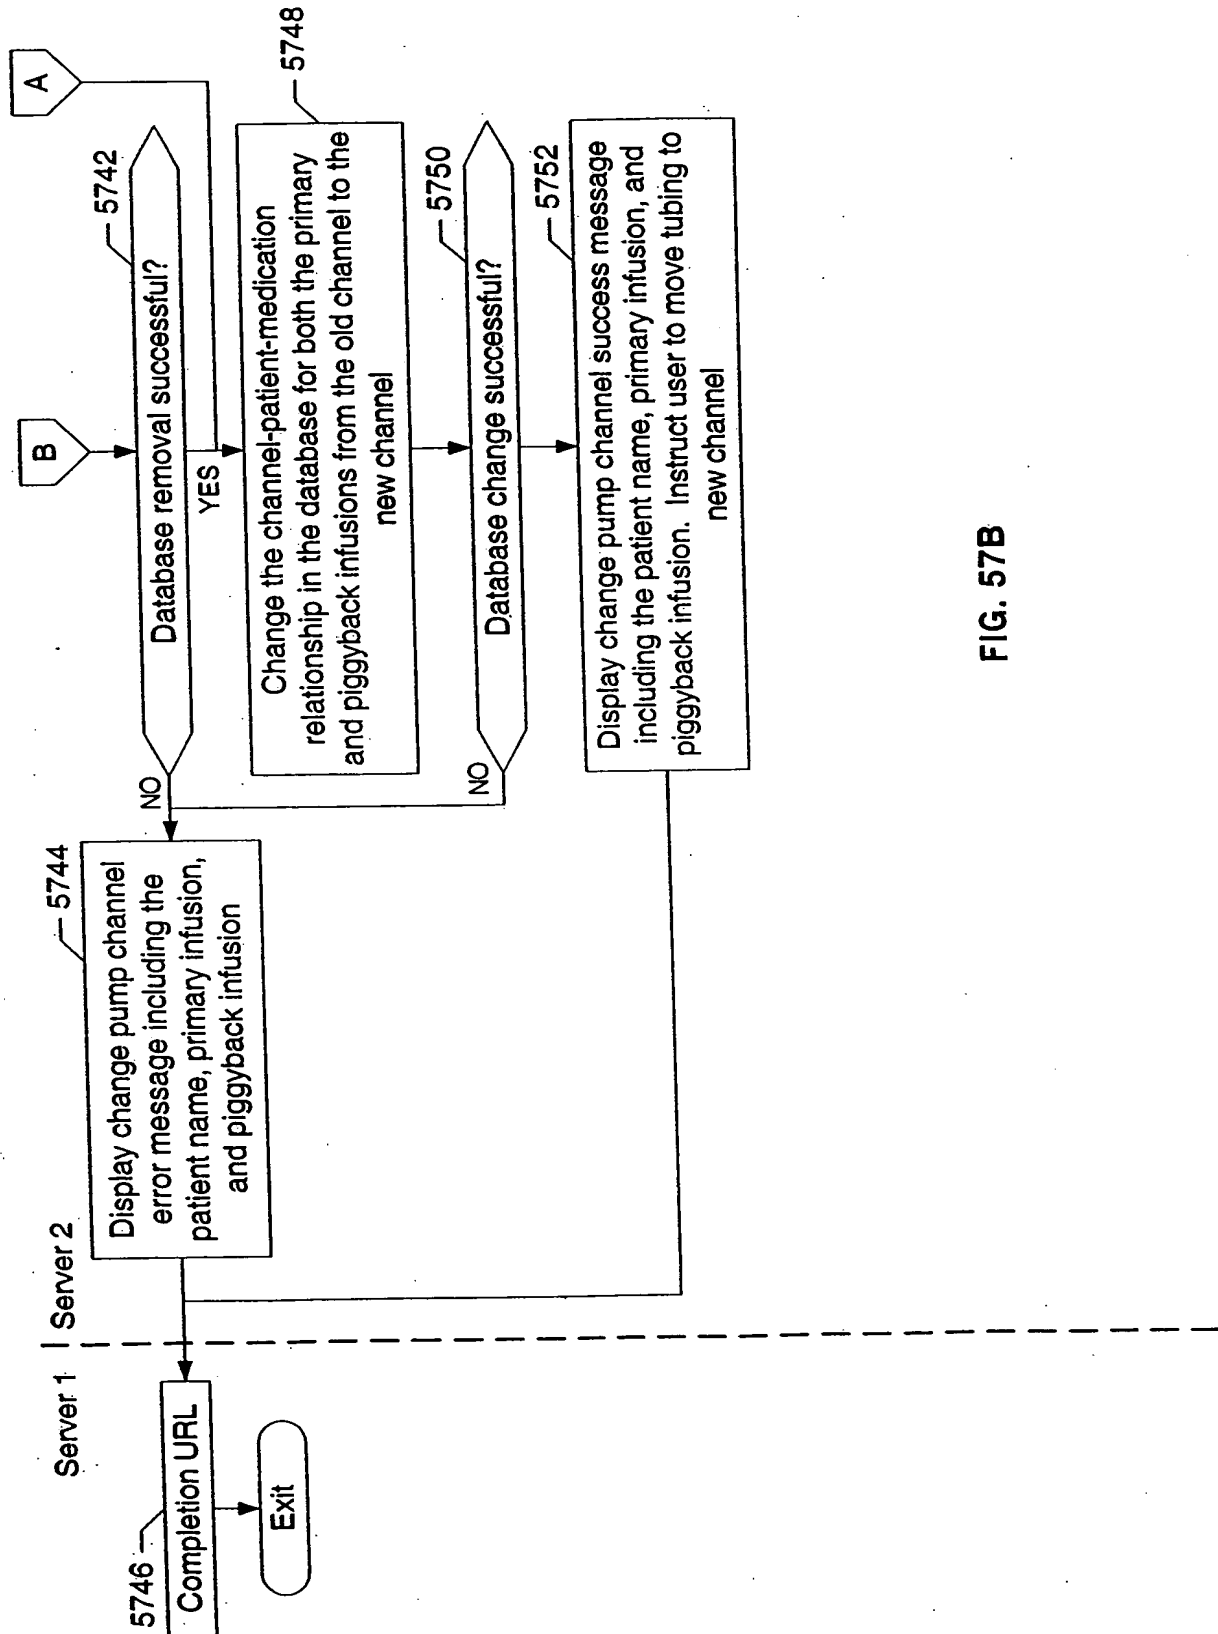 Server 1
Server 2
B
A
5742
Database removal successful?
YES
NO
5744
Display change pump channel
error message including the
patient name, primary infusion,
and piggyback infusion
5746
Completion URL
Exit
5748
Change the channel-patient-medication
relationship in the database for both the primary
and piggyback infusions from the old channel to the
new channel
5750
Database change successful?
NO
5752
Display change pump channel success message
including the patient name, primary infusion, and
piggyback infusion. Instruct user to move tubing to
new channel
FIG. 57B